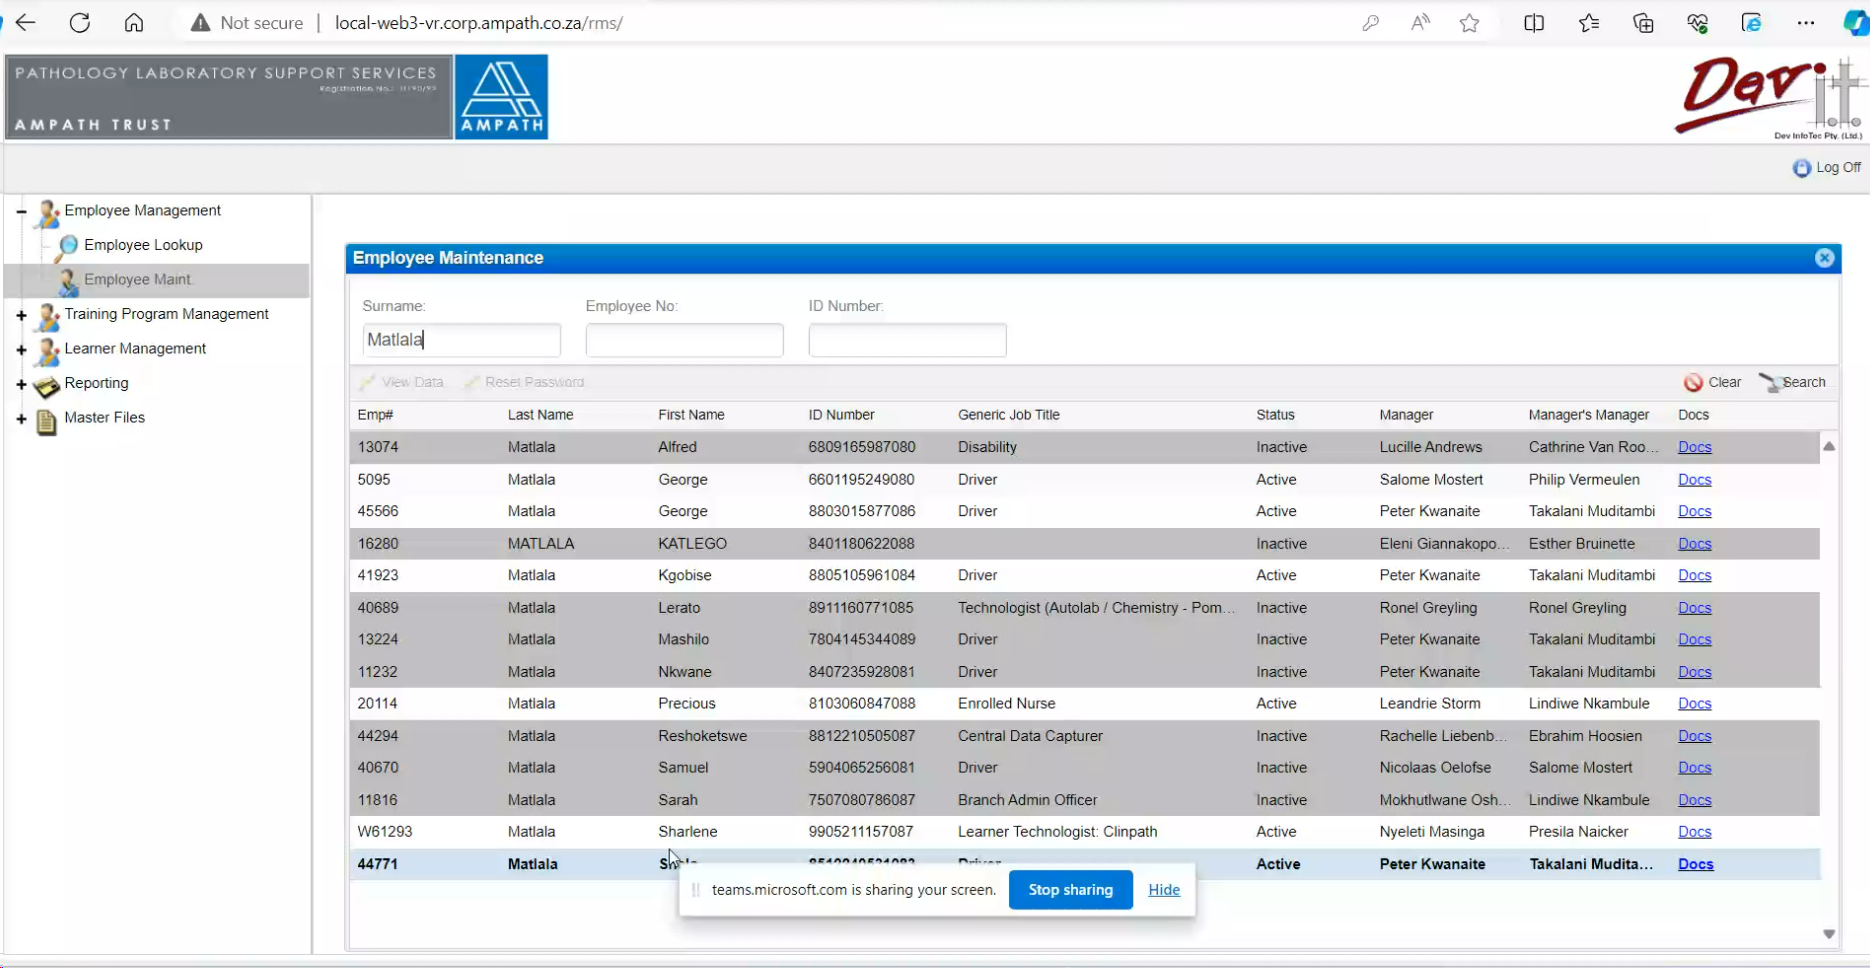 Not secure | local-web3-vr.corp.ampath.co.za/rms/
PATHOLOGY LABORATORY SUPPORT SERVICES
AMPATH TRUST
AMPATH
Dev i.t.
Dev InfoTec Pty. (Ltd.)
Log Off
Employee Management
Employee Lookup
Employee Maint.
Training Program Management
Learner Management
Reporting
Master Files
Employee Maintenance
Surname: Employee No: ID Number:
Matlala
View Data Reset Password Clear Search
Emp# Last Name First Name ID Number Generic Job Title Status Manager Manager's Manager Docs
13074 Matlala Alfred 6809165987080 Disability Inactive Lucille Andrews Cathrine Van Roo... Docs
5095 Matlala George 6601195249080 Driver Active Salome Mostert Philip Vermeulen Docs
45566 Matlala George 8803015877086 Driver Active Peter Kwanaite Takalani Muditambi Docs
16280 MATLALA KATLEGO 8401180622088 Inactive Eleni Giannakopo... Esther Bruinette Docs
41923 Matlala Kgobise 8805105961084 Driver Active Peter Kwanaite Takalani Muditambi Docs
40689 Matlala Lerato 8911160771085 Technologist (Autolab / Chemistry - Pom... Inactive Ronel Greyling Ronel Greyling Docs
13224 Matlala Mashilo 7804145344089 Driver Inactive Peter Kwanaite Takalani Muditambi Docs
11232 Matlala Nkwane 8407235928081 Driver Inactive Peter Kwanaite Takalani Muditambi Docs
20114 Matlala Precious 8103060847088 Enrolled Nurse Active Leandrie Storm Lindiwe Nkambule Docs
44294 Matlala Reshoketswe 8812210505087 Central Data Capturer Inactive Rachelle Liebenb... Ebrahim Hoosien Docs
40670 Matlala Samuel 5904065256081 Driver Inactive Nicolaas Oelofse Salome Mostert Docs
11816 Matlala Sarah 7507080786087 Branch Admin Officer Inactive Mokhutlwane Osh... Lindiwe Nkambule Docs
W61293 Matlala Sharlene 9905211157087 Learner Technologist: Clinpath Active Nyeleti Masinga Presila Naicker Docs
44771 Matlala Driver Active Peter Kwanaite Takalani Mudita... Docs
teams.microsoft.com is sharing your screen. Stop sharing Hide